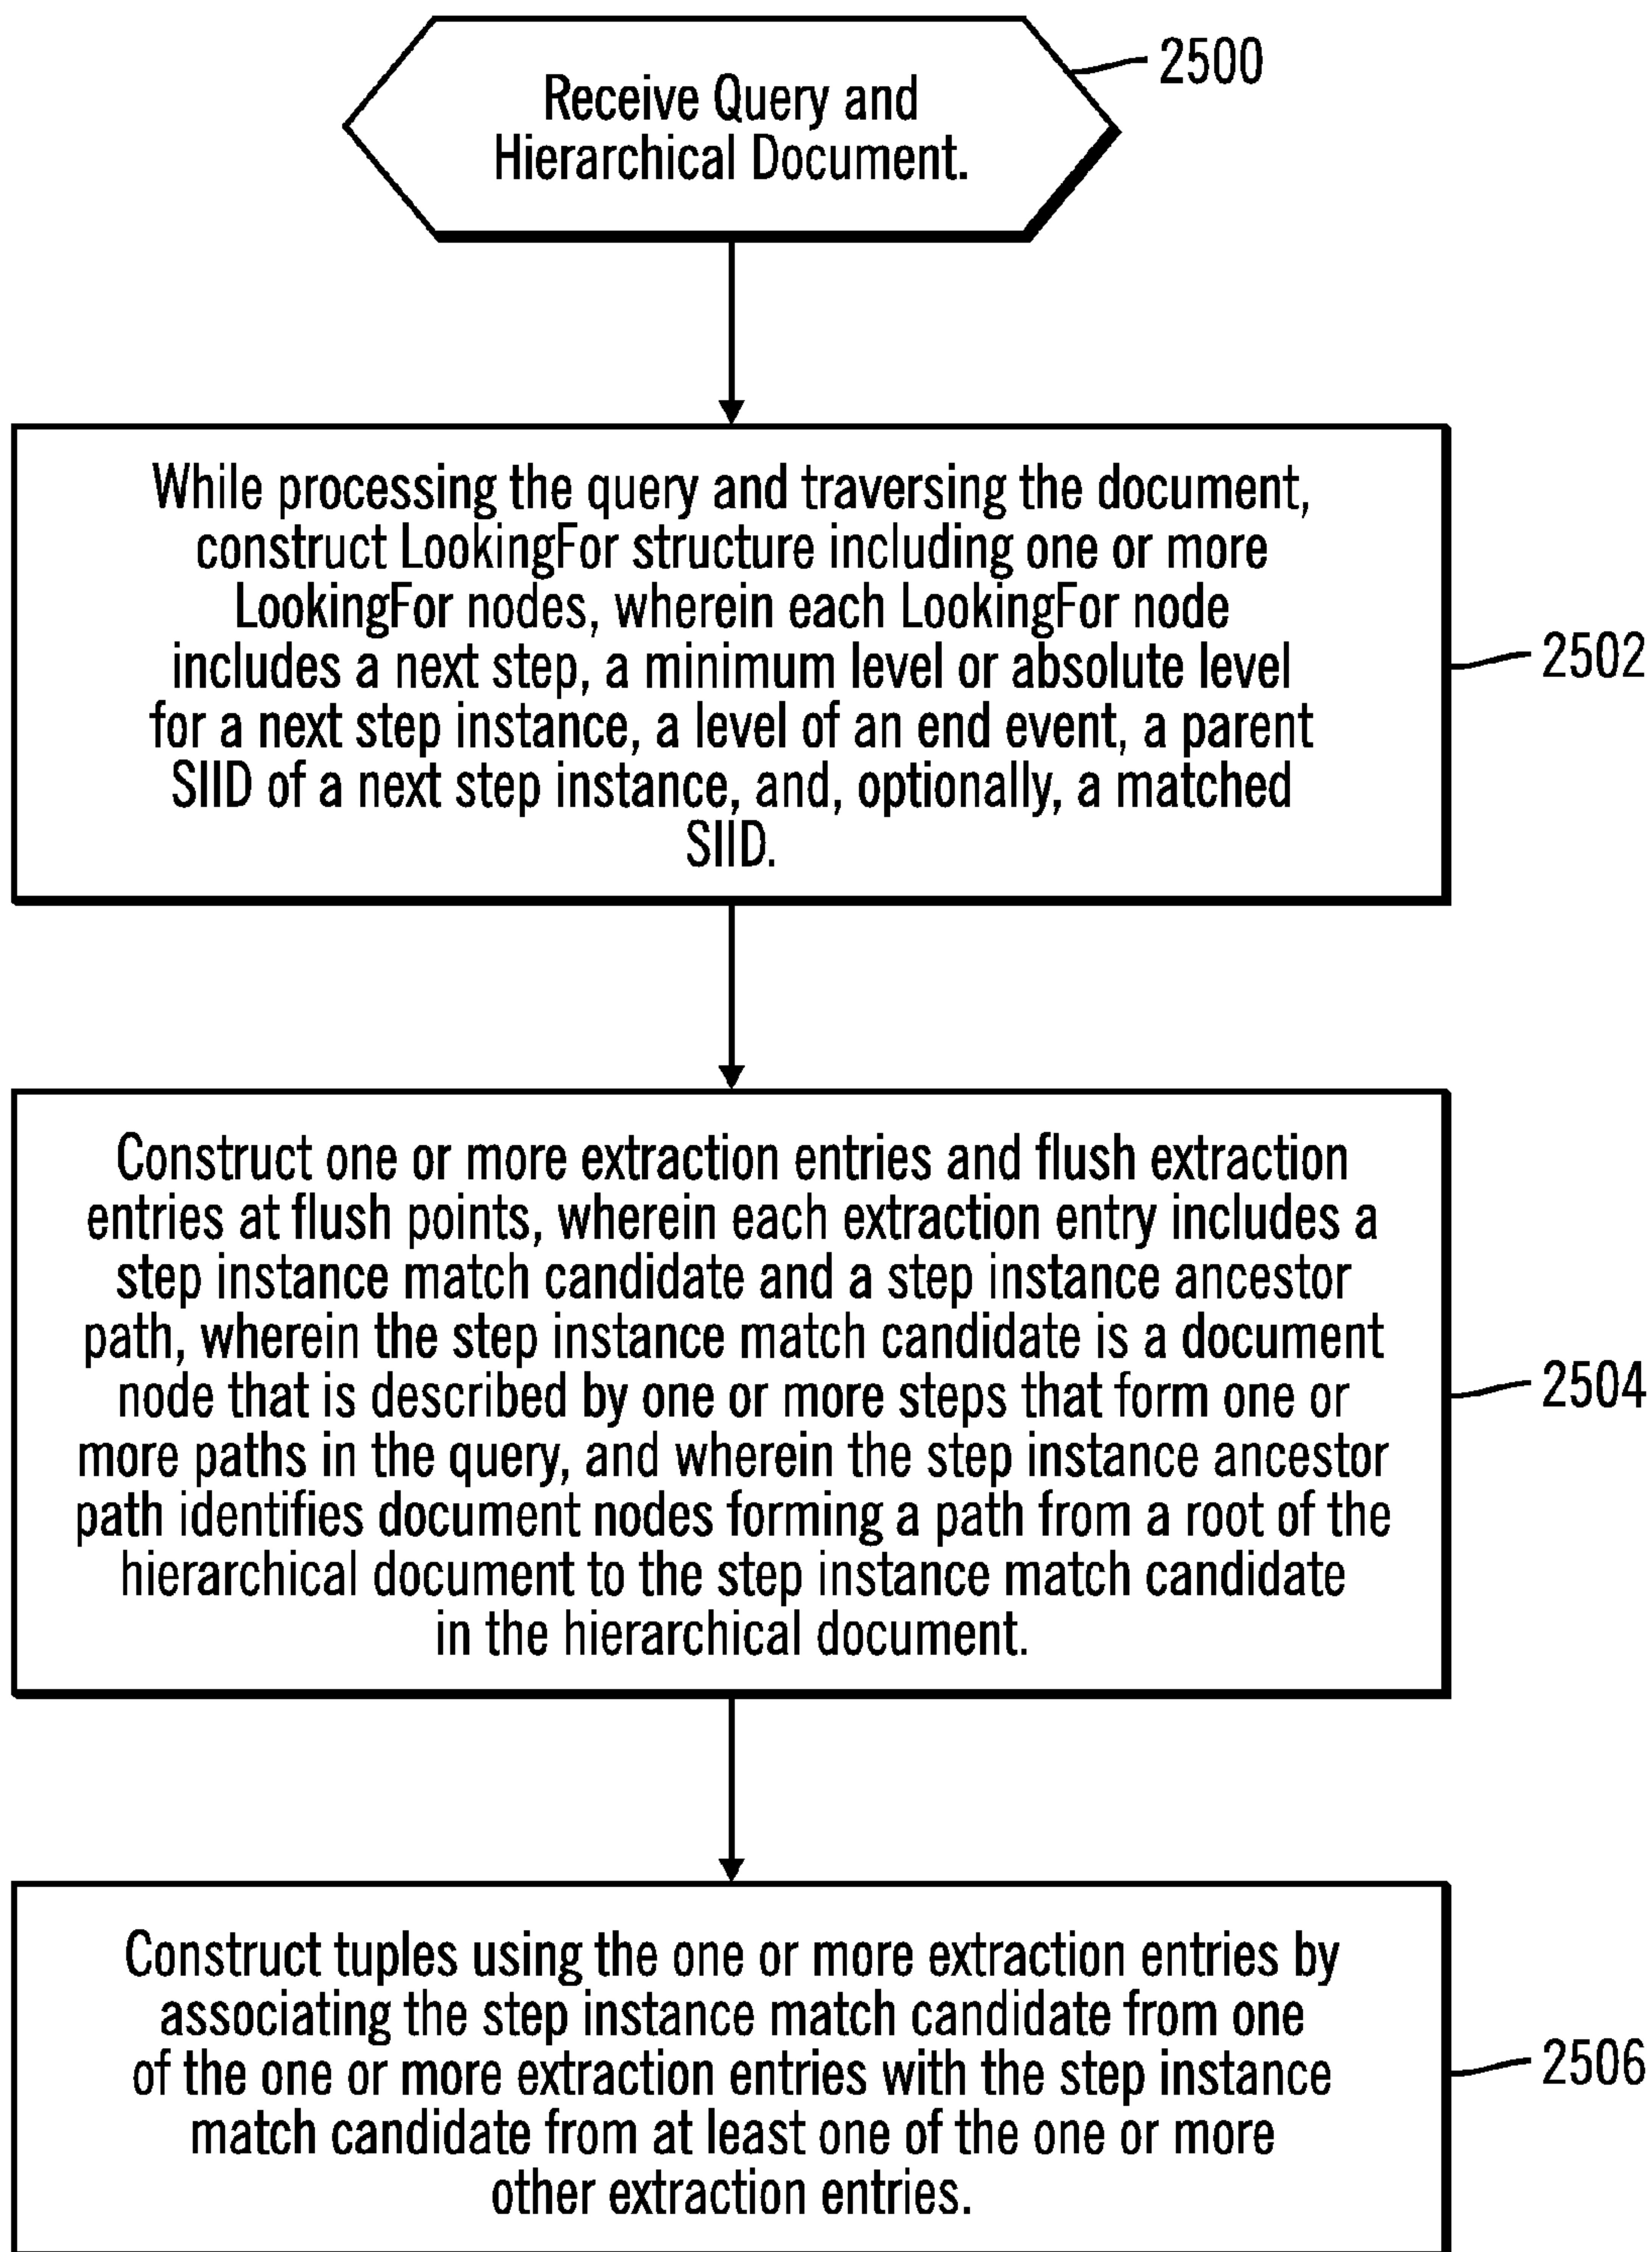 Receive Query and
Hierarchical Document.
2500
While processing the query and traversing the document,
construct LookingFor structure including one or more
LookingFor nodes, wherein each LookingFor node
includes a next step, a minimum level or absolute level
for a next step instance, a level of an end event, a parent
SIID of a next step instance, and, optionally, a matched
SIID.
2502
Construct one or more extraction entries and flush extraction
entries at flush points, wherein each extraction entry includes a
step instance match candidate and a step instance ancestor
path, wherein the step instance match candidate is a document
node that is described by one or more steps that form one or
more paths in the query, and wherein the step instance ancestor
path identifies document nodes forming a path from a root of the
hierarchical document to the step instance match candidate
in the hierarchical document.
2504
Construct tuples using the one or more extraction entries by
associating the step instance match candidate from one
of the one or more extraction entries with the step instance
match candidate from at least one of the one or more
other extraction entries.
2506